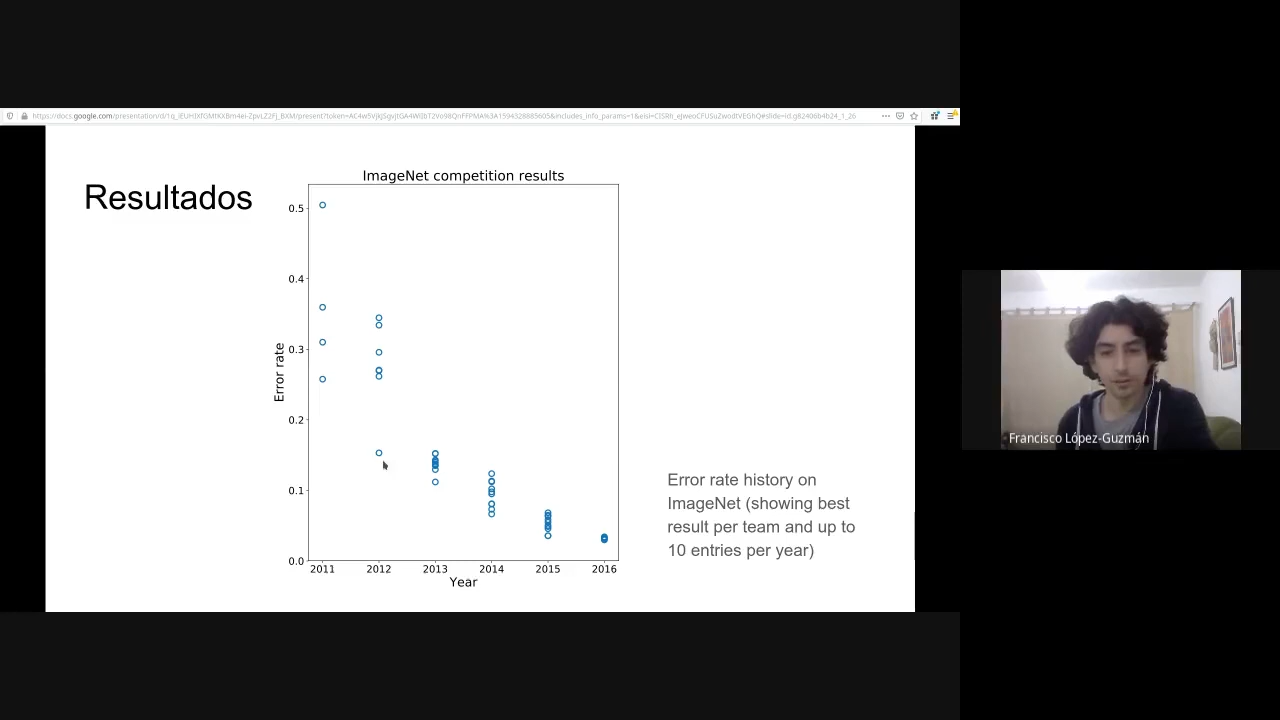 Resultados
ImageNet competition results
0.5
0.4
0.3
0.2
0.1
0.0
Error rate
2011 2012 2013 2014 2015 2016
Year
Error rate history on
ImageNet (showing best
result per team and up to
10 entries per year)
Francisco López-Guzmán